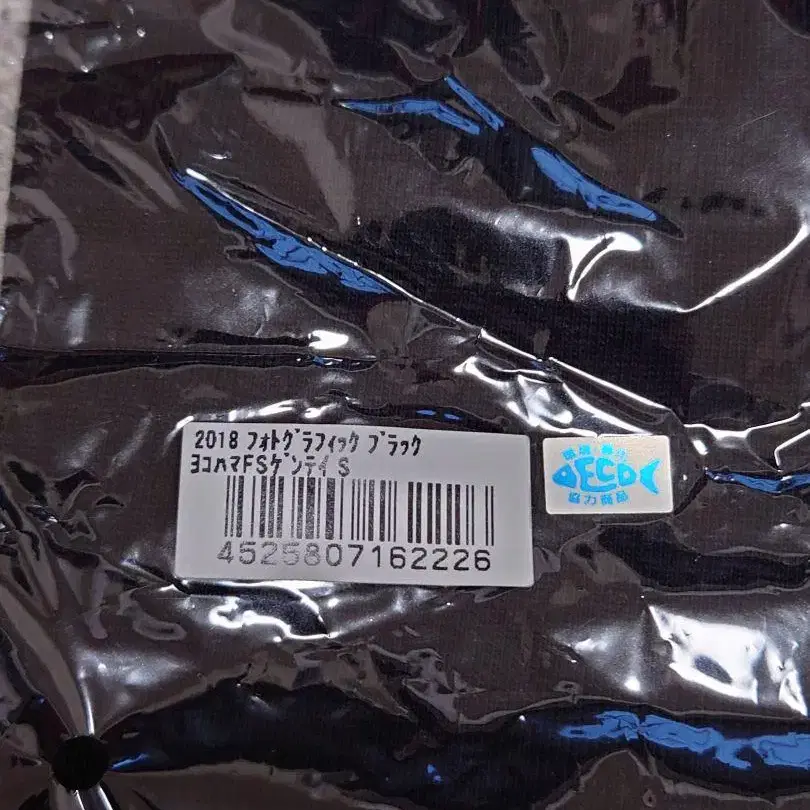 2018 ﾌｫﾄｸﾞﾗﾌｨｯｸ ﾌﾞﾗｯｸ
ﾖｺﾊﾏFSｹﾞﾝﾃｲ S
4525807162226
ECO
協力商品